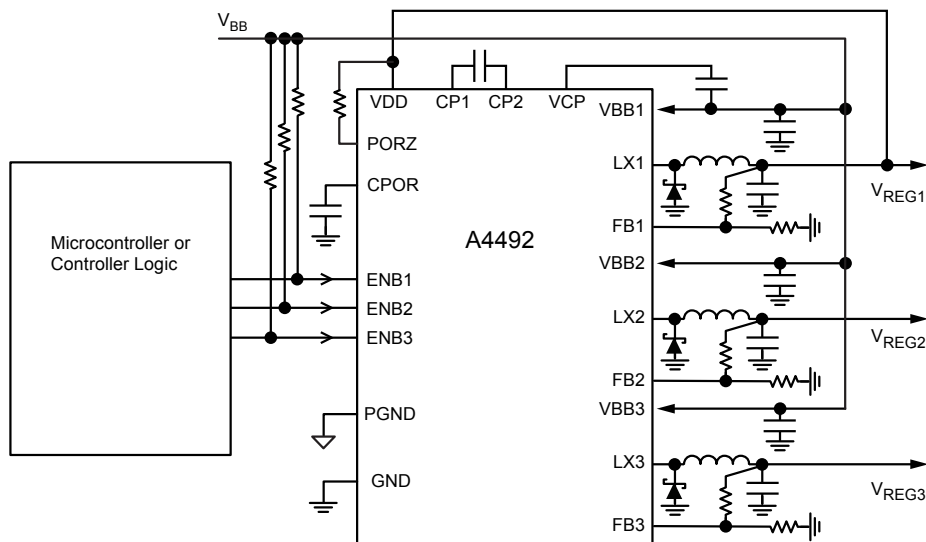 VBB
VDD
CP1
CP2
VCP
VBB1
PORZ
LX1
CPOR
VREG1
FB1
A4492
Microcontroller or
Controller Logic
VBB2
ENB1
ENB2
LX2
ENB3
VREG2
FB2
PGND
VBB3
LX3
GND
VREG3
FB3